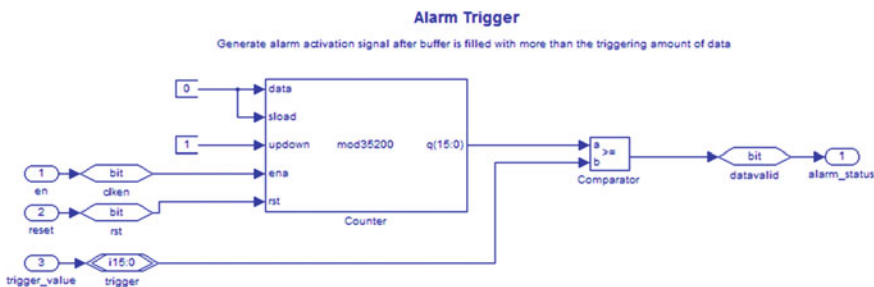 Alarm Trigger
Generate alarm activation signal after buffer is filled with more than the triggering amount of data
0
data
sload
1
updown
mod35200
q(15:0)
a
>=
b
bit
1
1
bit
ena
Comparator
datavalid
alarm_status
en
clken
2
bit
rst
reset
rst
Counter
3
i15:0
trigger_value
trigger